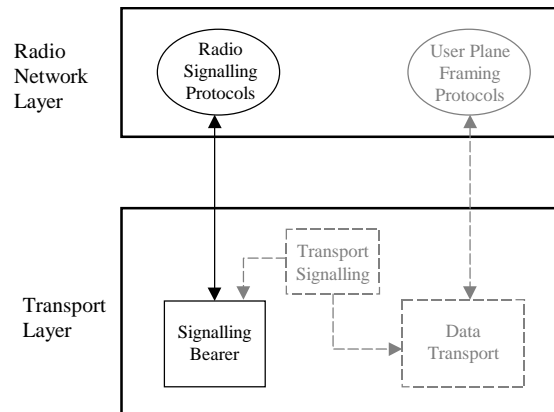 Radio
Network
Layer
Radio
Signalling
Protocols
User Plane
Framing
Protocols
Transport
Layer
Transport
Signalling
Signalling
Bearer
Data
Transport